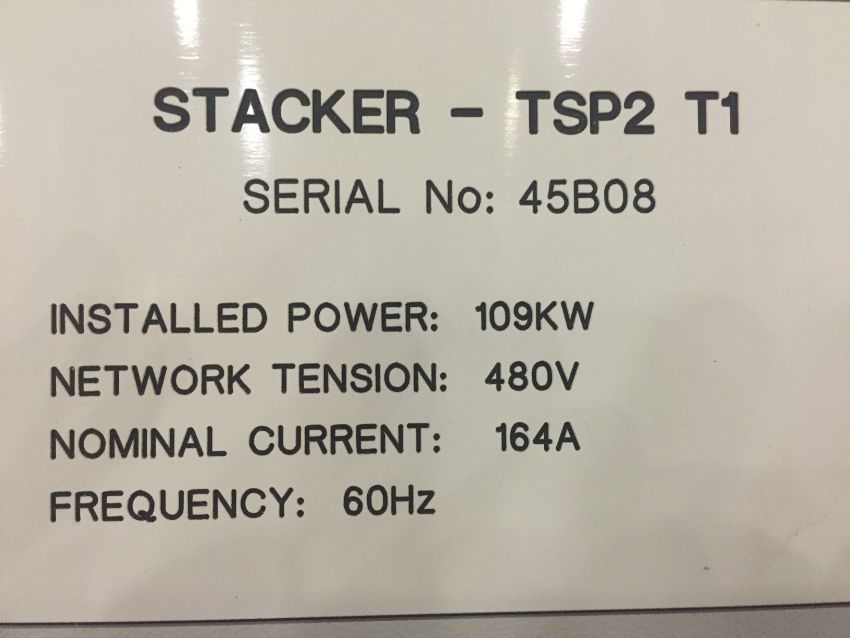 STACKER - TSP2 T1
SERIAL No: 45B08
INSTALLED POWER: 109KW
NETWORK TENSION: 480V
NOMINAL CURRENT: 164A
FREQUENCY: 60Hz